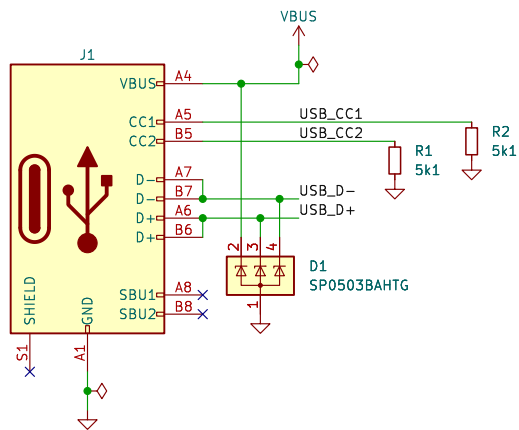 VBUS
J1
VBUS
A4
CC1
A5
USB_CC1
CC2
B5
USB_CC2
R2
5k1
R1
5k1
D-
A7
D-
B7
USB_D-
D+
A6
USB_D+
D+
B6
2
3
4
D1
SP0503BAHTG
1
SBU1
A8
SBU2
B8
SHIELD
GND
S1
A1